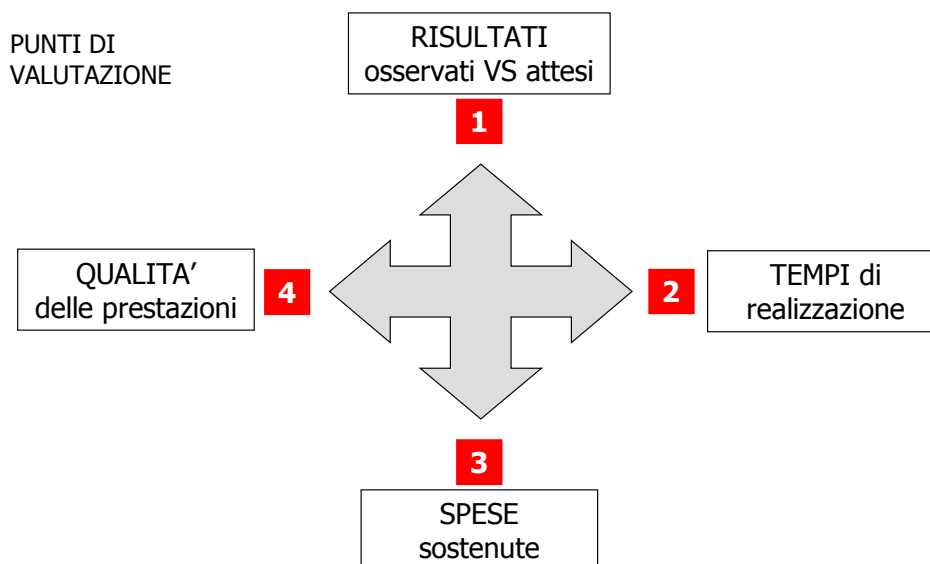 PUNTI DI
VALUTAZIONE
RISULTATI
osservati VS attesi
1
QUALITA’
delle prestazioni
4
2
TEMPI di
realizzazione
3
SPESE
sostenute